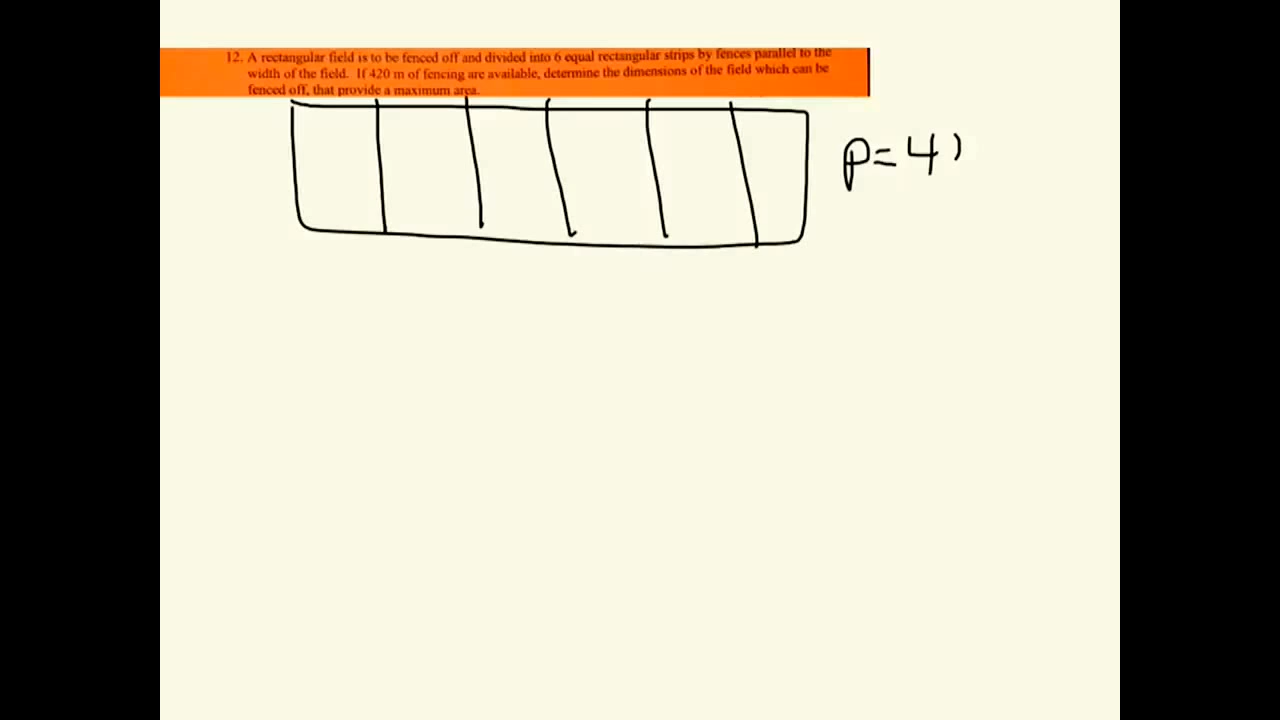 12. A rectangular field is to be fenced off and divided into 6 equal rectangular strips by fences parallel to the
width of the field. If 420 m of fencing are available, determine the dimensions of the field which can be
fenced off, that provide a maximum area.
P=4